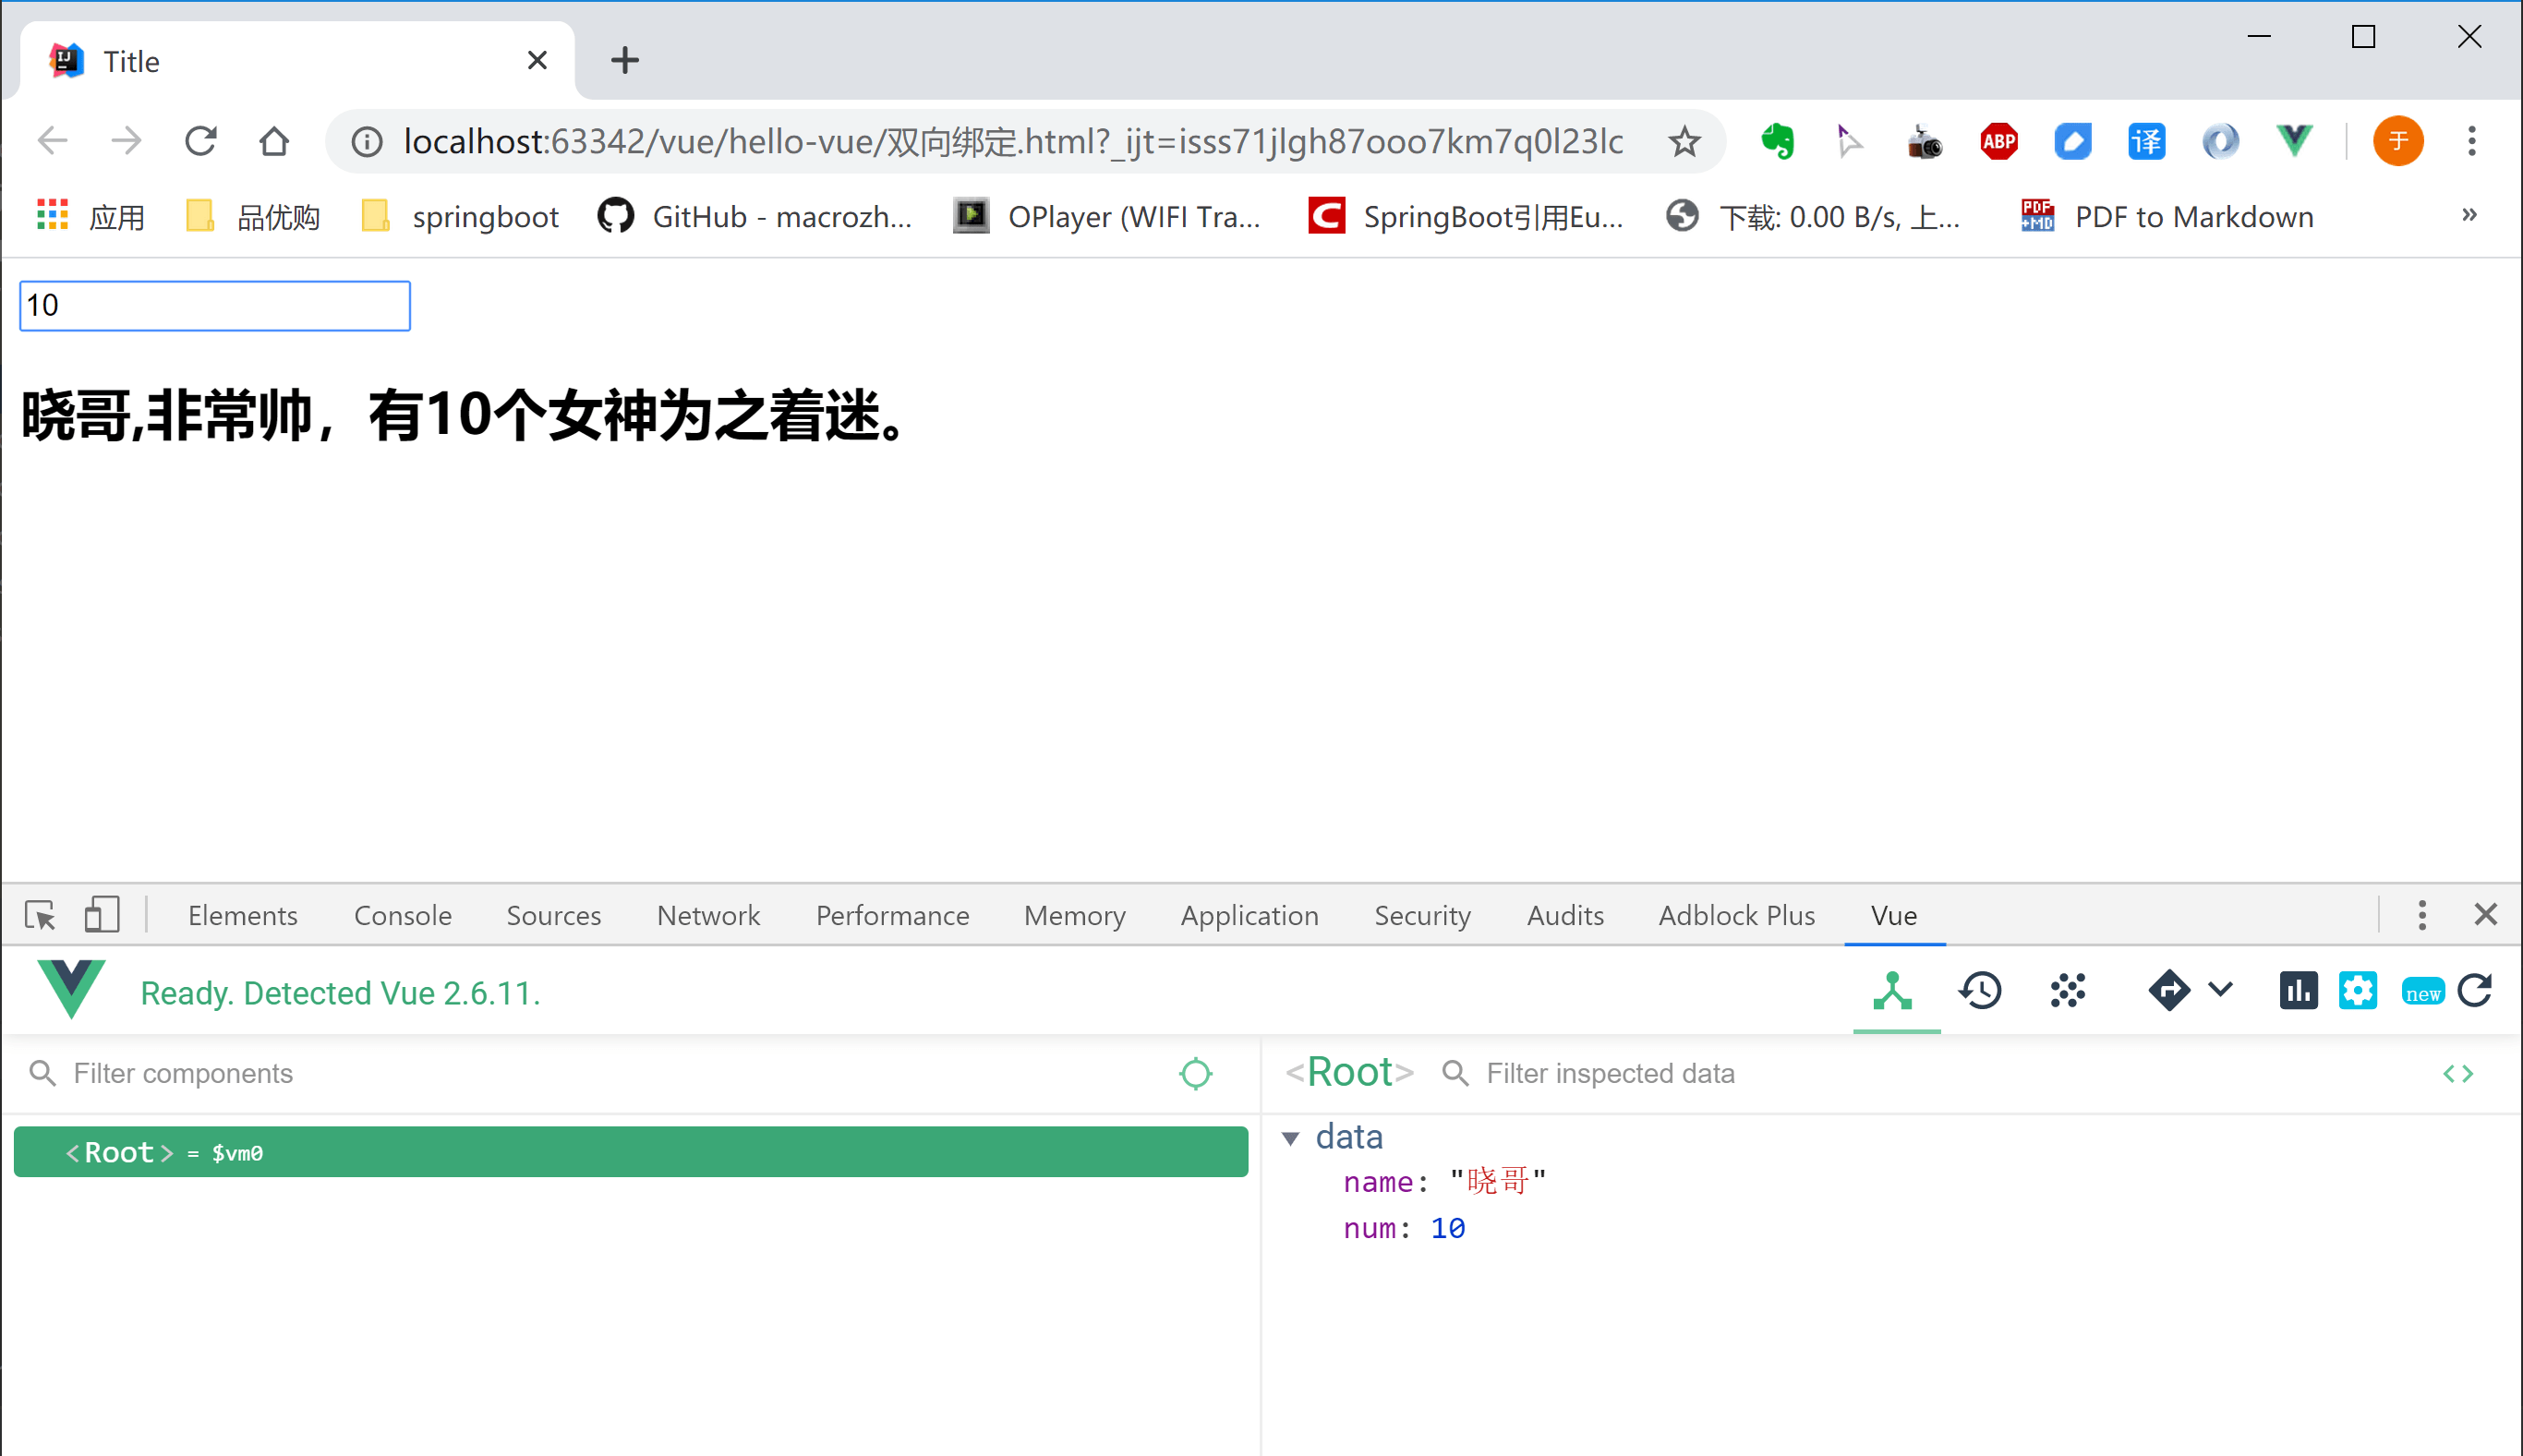 Title
localhost:63342/vue/hello-vue/双向绑定.html?_ijt=isss71jlgh87ooo7km7q0l23lc
ABP
译
于
应用
品优购
springboot
GitHub - macrozh...
OPlayer (WIFI Tra...
SpringBoot引用Eu...
下载: 0.00 B/s, 上...
PDF+MD
PDF to Markdown
»
10
晓哥,非常帅，有10个女神为之着迷。
Elements Console Sources Network Performance Memory Application Security Audits Adblock Plus Vue
Ready. Detected Vue 2.6.11.
new
Filter components
<Root> Filter inspected data
<Root> = $vm0
data
name: "晓哥"
num: 10